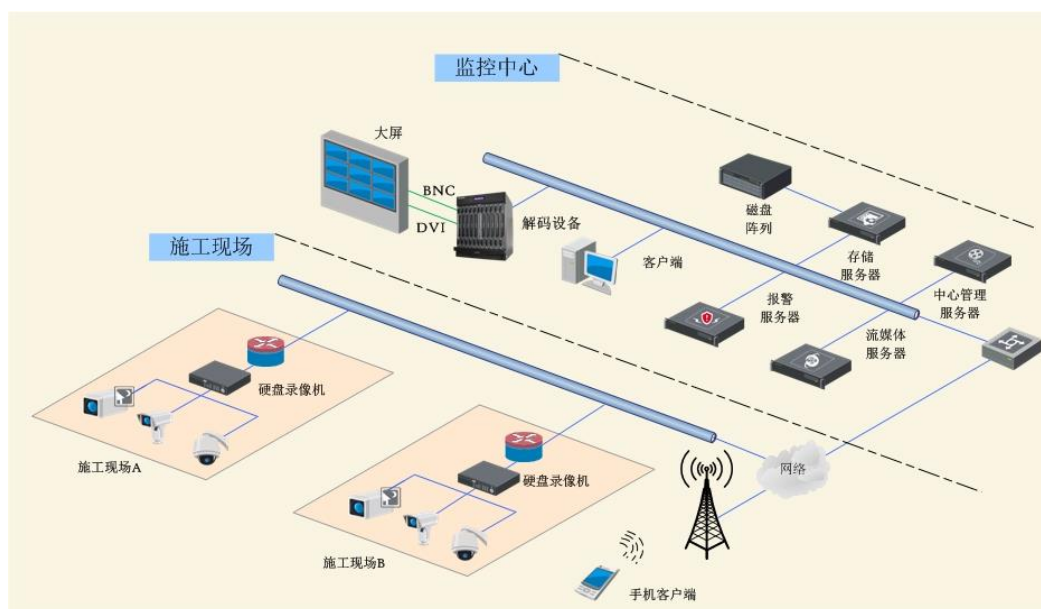 监控中心
大屏
BNC
DVI
解码设备
磁盘
阵列
客户端
存储
服务器
中心管理
服务器
报警
服务器
流媒体
服务器
施工现场
硬盘录像机
施工现场A
硬盘录像机
施工现场B
网络
手机客户端